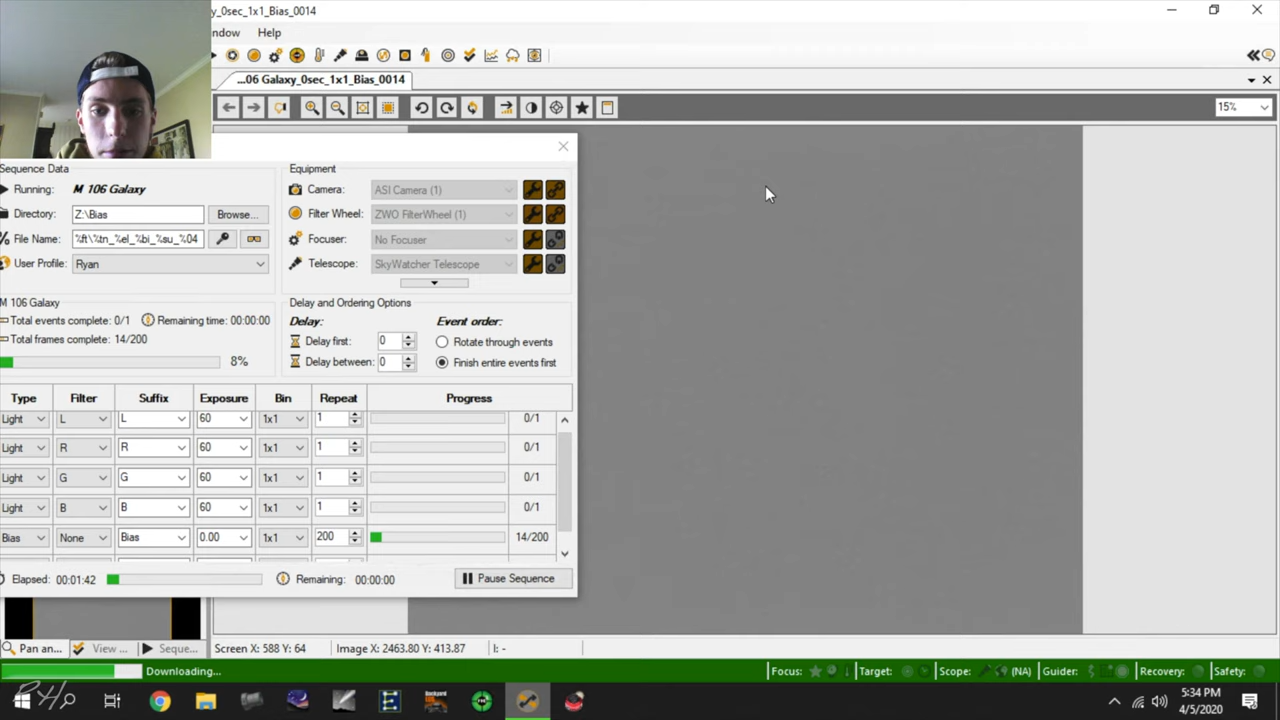 y_0sec_1x1_Bias_0014
ndow Help
...06 Galaxy_0sec_1x1_Bias_0014
15%
Sequence Data
Running: M 106 Galaxy
Directory: Z:\Bias Browse...
File Name: %ft\%tn_%el_%bi_%su_%04
User Profile: Ryan
Equipment
Camera: ASI Camera (1)
Filter Wheel: ZWO FilterWheel (1)
Focuser: No Focuser
Telescope: SkyWatcher Telescope
M 106 Galaxy
Total events complete: 0/1 Remaining time: 00:00:00
Total frames complete: 14/200
8%
Delay and Ordering Options
Delay: Event order:
Delay first: 0 Rotate through events
Delay between: 0 Finish entire events first
Type Filter Suffix Exposure Bin Repeat Progress
Light L L 60 1x1 1 0/1
Light R R 60 1x1 1 0/1
Light G G 60 1x1 1 0/1
Light B B 60 1x1 1 0/1
Bias None Bias 0.00 1x1 200 14/200
Elapsed: 00:01:42 Remaining: 00:00:00 Pause Sequence
Pan an... View ... Seque... Screen X: 588 Y: 64 Image X: 2463.80 Y: 413.87 I: -
Downloading... Focus: Target: Scope: (NA) Guider: Recovery: Safety:
5:34 PM
4/5/2020